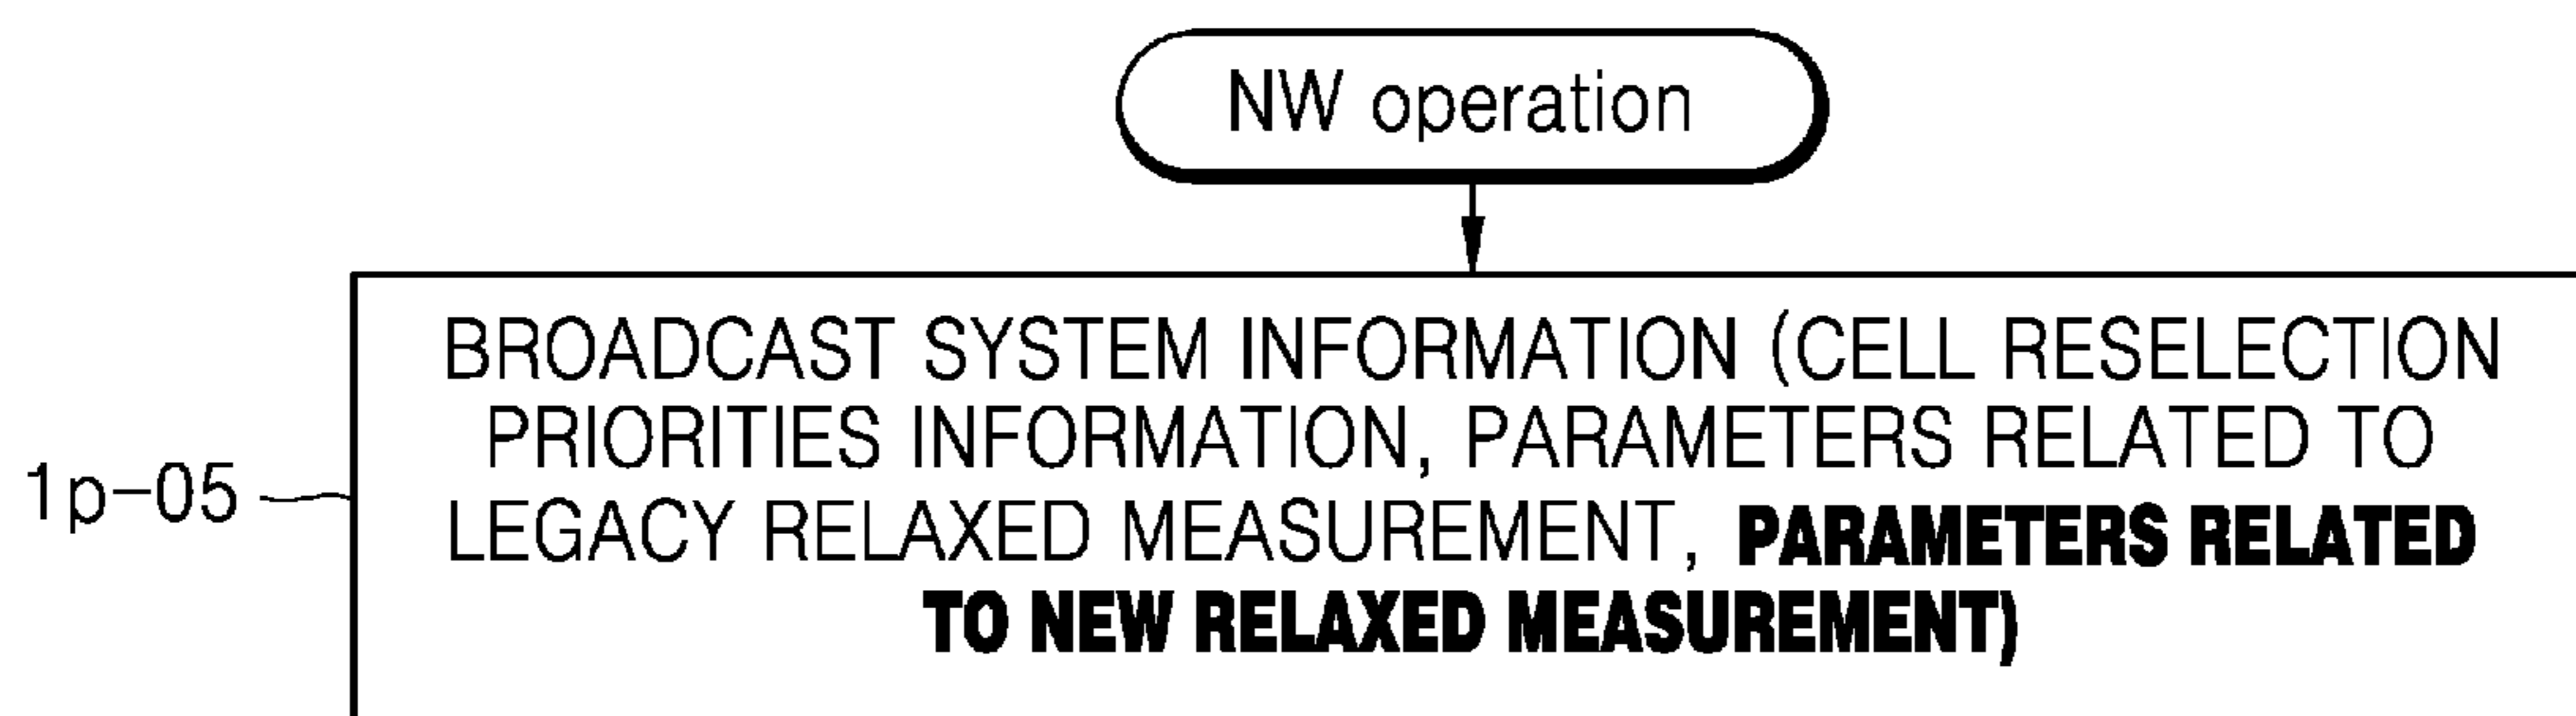 NW operation
BROADCAST SYSTEM INFORMATION (CELL RESELECTION
PRIORITIES INFORMATION, PARAMETERS RELATED TO
1p-05
LEGACY RELAXED MEASUREMENT, PARAMETERS RELATED
TO NEW RELAXED MEASUREMENT)